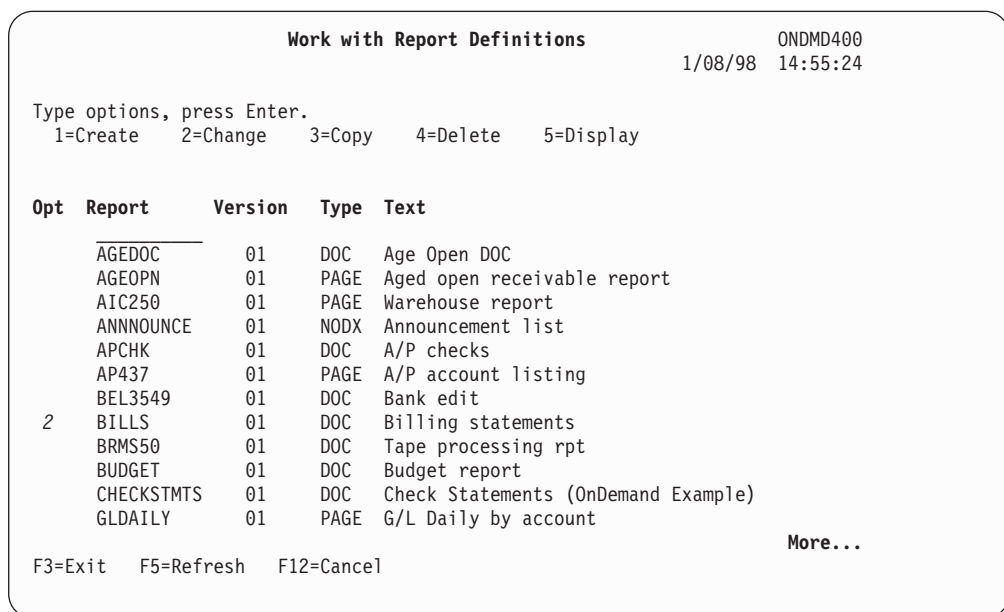 Work with Report Definitions ONDMD400
1/08/98 14:55:24
Type options, press Enter.
1=Create 2=Change 3=Copy 4=Delete 5=Display
Opt Report Version Type Text
__________
AGEDOC 01 DOC Age Open DOC
AGEOPN 01 PAGE Aged open receivable report
AIC250 01 PAGE Warehouse report
ANNNOUNCE 01 NODX Announcement list
APCHK 01 DOC A/P checks
AP437 01 PAGE A/P account listing
BEL3549 01 DOC Bank edit
2 BILLS 01 DOC Billing statements
BRMS50 01 DOC Tape processing rpt
BUDGET 01 DOC Budget report
CHECKSTMTS 01 DOC Check Statements (OnDemand Example)
GLDAILY 01 PAGE G/L Daily by account
More...
F3=Exit F5=Refresh F12=Cancel